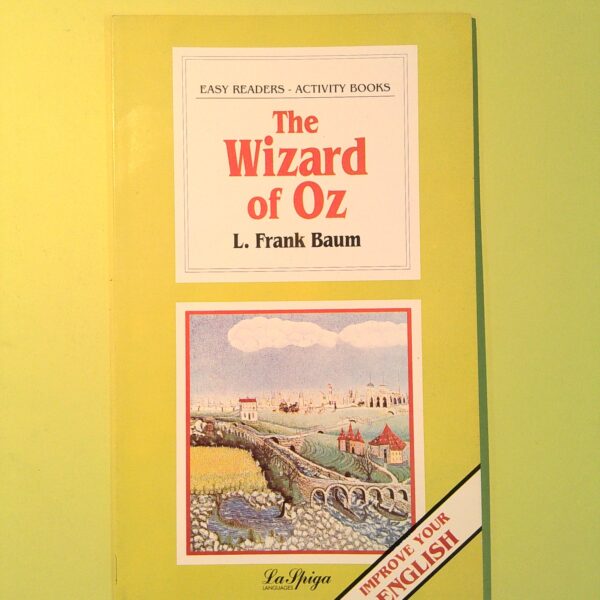 EASY READERS - ACTIVITY BOOKS
The
Wizard
of Oz
L. Frank Baum
La Spiga
LANGUAGES
IMPROVE YOUR
ENGLISH